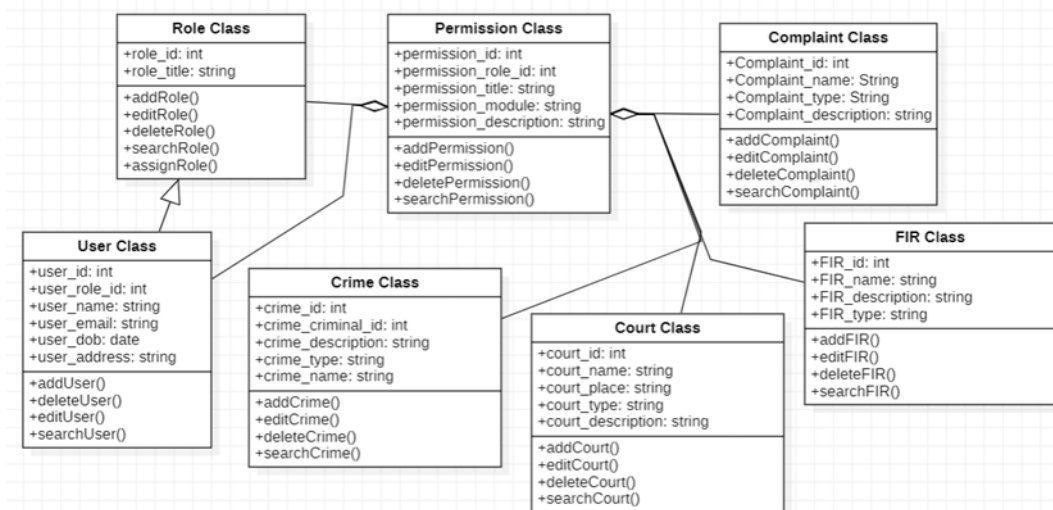 Role Class
+role_id: int
+role_title: string
+addRole()
+editRole()
+deleteRole()
+searchRole()
+assignRole()
Permission Class
+permission_id: int
+permission_role_id: int
+permission_title: string
+permission_module: string
+permission_description: string
+addPermission()
+editPermission()
+deletePermission()
+searchPermission()
Complaint Class
+Complaint_id: int
+Complaint_name: String
+Complaint_type: String
+Complaint_description: string
+addComplaint()
+editComplaint()
+deleteComplaint()
+searchComplaint()
User Class
+user_id: int
+user_role_id: int
+user_name: string
+user_email: string
+user_dob: date
+user_address: string
+addUser()
+deleteUser()
+editUser()
+searchUser()
Crime Class
+crime_id: int
+crime_criminal_id: int
+crime_description: string
+crime_type: string
+crime_name: string
+addCrime()
+editCrime()
+deleteCrime()
+searchCrime()
Court Class
+court_id: int
+court_name: string
+court_place: string
+court_type: string
+court_description: string
+addCourt()
+editCourt()
+deleteCourt()
+searchCourt()
FIR Class
+FIR_id: int
+FIR_name: string
+FIR_description: string
+FIR_type: string
+addFIR()
+editFIR()
+deleteFIR()
+searchFIR()